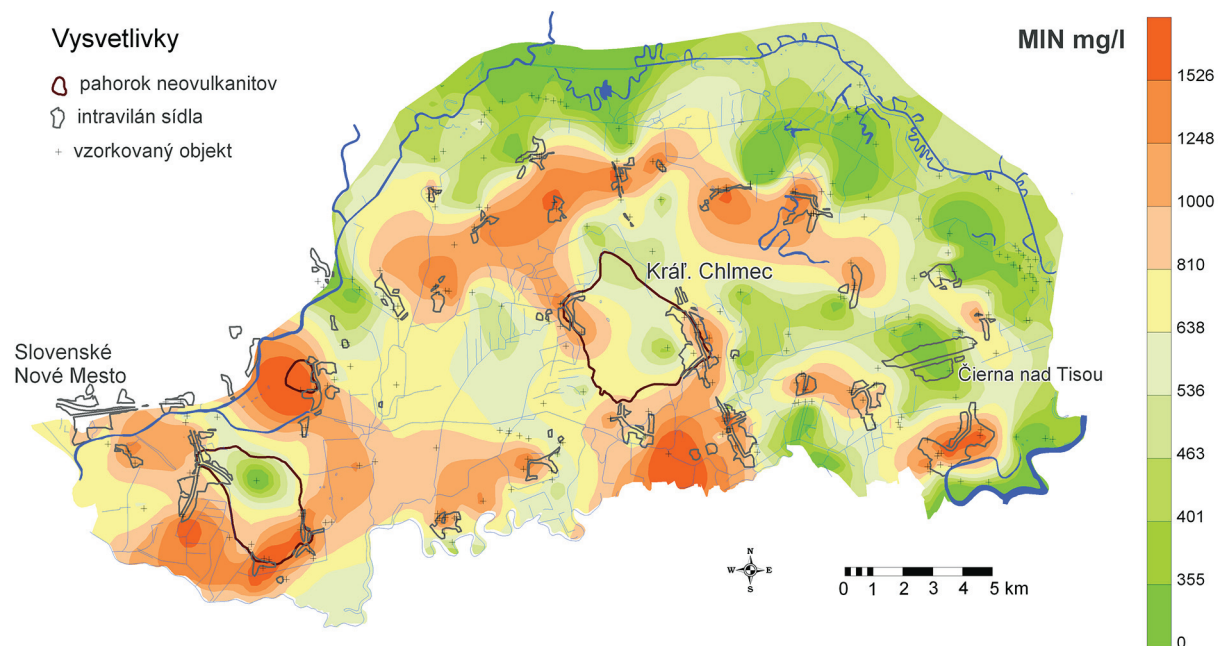 Vysvetlivky
pahorok neovulkanitov
intravilán sídla
vzorkovaný objekt
MIN mg/l
1526
1248
1000
810
638
536
463
401
355
0
Kráľ. Chlmec
Slovenské
Nové Mesto
Čierna nad Tisou
N
W E
S
0 1 2 3 4 5 km